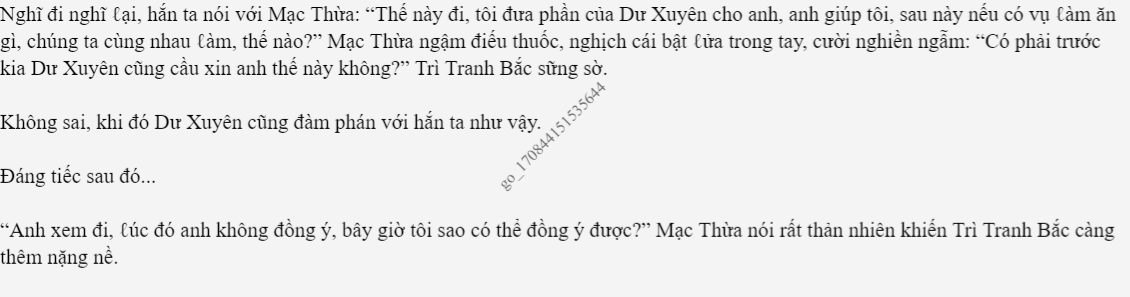 Nghĩ đi nghĩ lại, hắn ta nói với Mạc Thừa: “Thế này đi, tôi đưa phần của Dư Xuyên cho anh, anh giúp tôi, sau này nếu có vụ làm ăn
gì, chúng ta cùng nhau làm, thế nào?” Mạc Thừa ngậm điếu thuốc, nghịch cái bật lửa trong tay, cười nghiền ngẫm: “Có phải trước
kia Dư Xuyên cũng cầu xin anh thế này không?” Trì Tranh Bắc sững sờ.
Không sai, khi đó Dư Xuyên cũng đàm phán với hắn ta như vậy.
go_170844151535644
Đáng tiếc sau đó...
“Anh xem đi, lúc đó anh không đồng ý, bây giờ tôi sao có thể đồng ý được?” Mạc Thừa nói rất thản nhiên khiến Trì Tranh Bắc càng
thêm nặng nề.